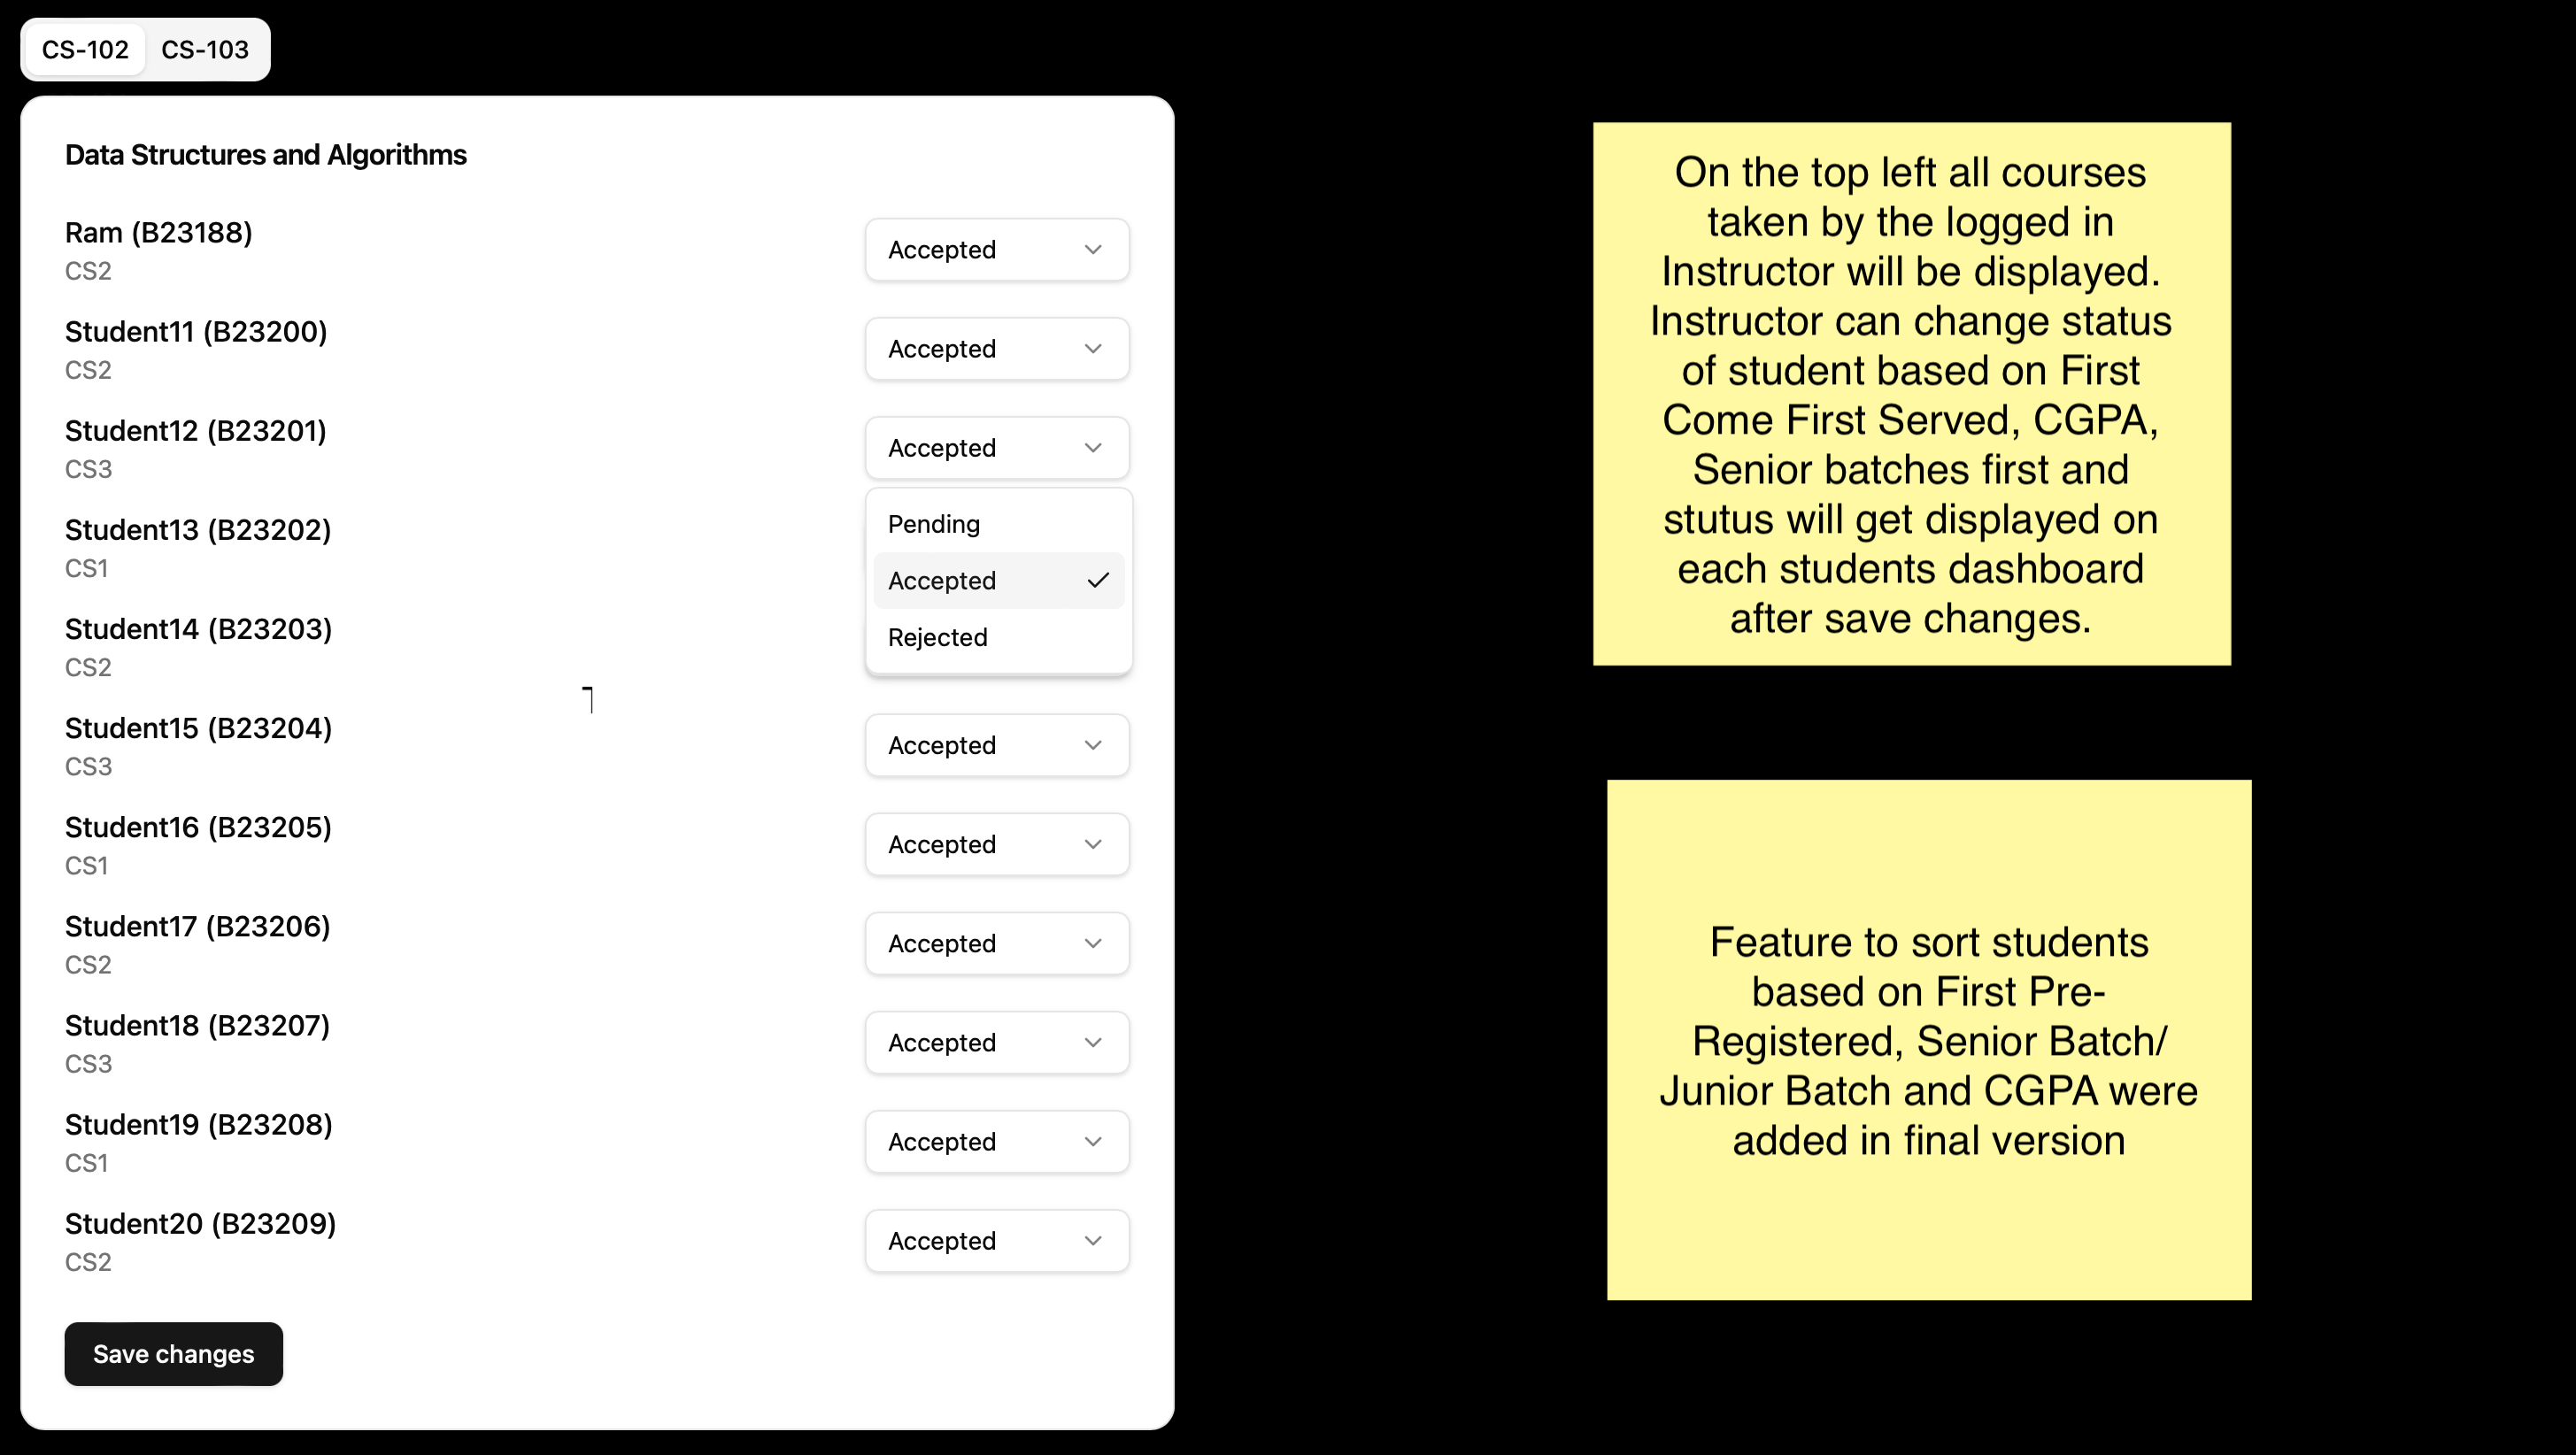 CS-102 CS-103
Data Structures and Algorithms
Ram (B23188)
CS2
Accepted
Student11 (B23200)
CS2
Accepted
Student12 (B23201)
CS3
Accepted
Pending
Accepted
Rejected
Student13 (B23202)
CS1
Student14 (B23203)
CS2
Student15 (B23204)
CS3
Accepted
Student16 (B23205)
CS1
Accepted
Student17 (B23206)
CS2
Accepted
Student18 (B23207)
CS3
Accepted
Student19 (B23208)
CS1
Accepted
Student20 (B23209)
CS2
Accepted
Save changes
On the top left all courses
taken by the logged in
Instructor will be displayed.
Instructor can change status
of student based on First
Come First Served, CGPA,
Senior batches first and
stutus will get displayed on
each students dashboard
after save changes.
Feature to sort students
based on First Pre-
Registered, Senior Batch/
Junior Batch and CGPA were
added in final version